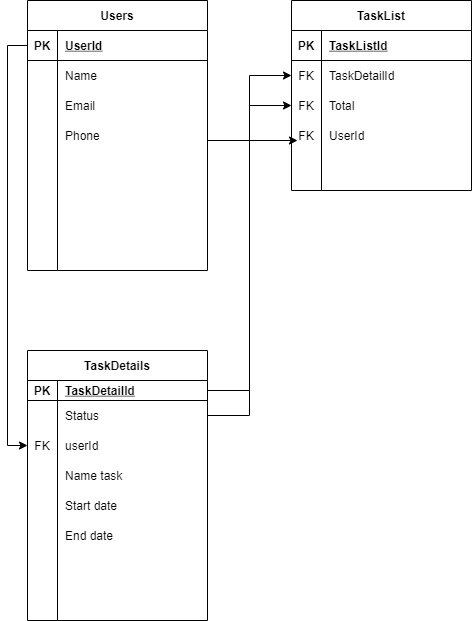 Users
PK UserId
Name
Email
Phone
TaskList
PK TaskListId
FK TaskDetailId
FK Total
FK UserId
TaskDetails
PK TaskDetailId
Status
FK userId
Name task
Start date
End date